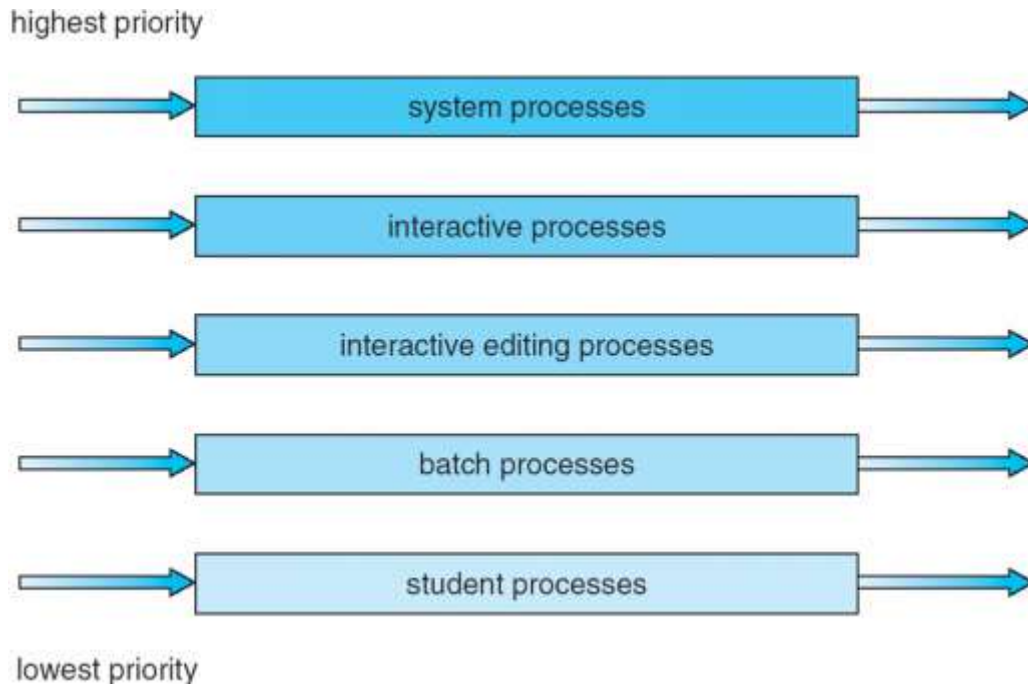 highest priority
system processes
interactive processes
interactive editing processes
batch processes
student processes
lowest priority